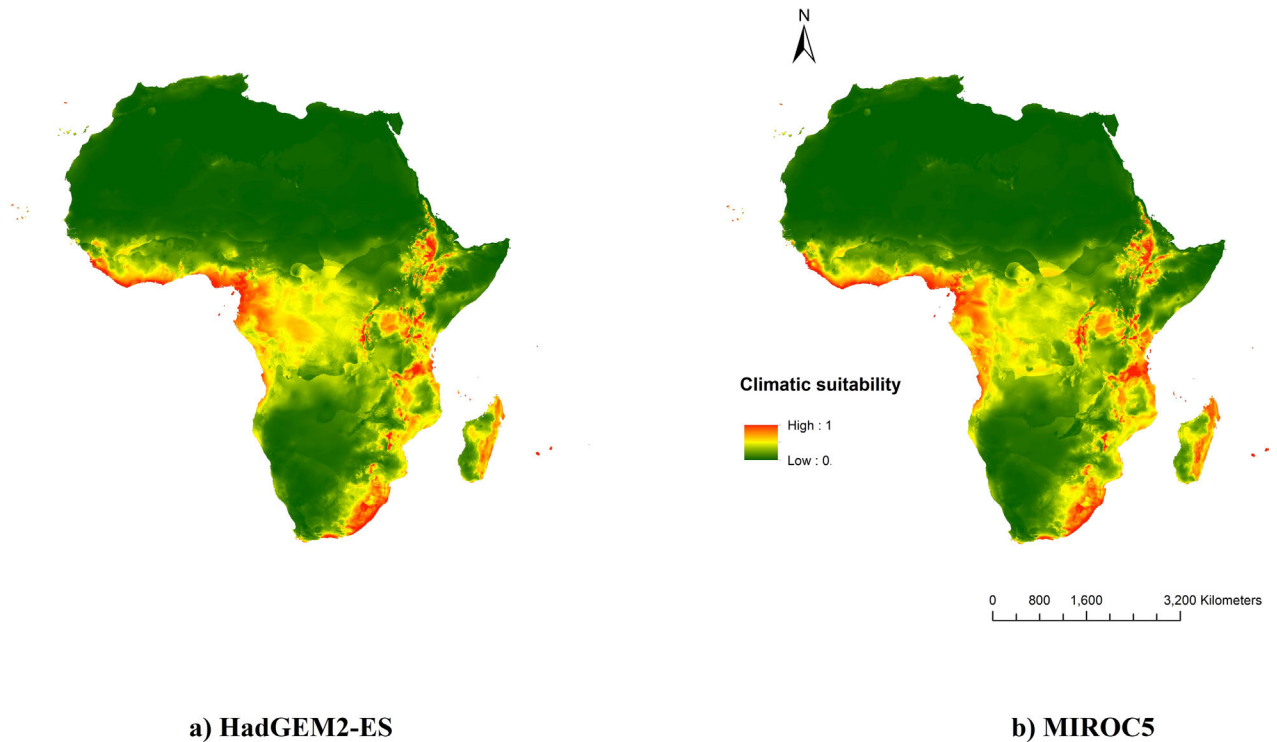 N
Climatic suitability
High : 1
Low : 0.
0 800 1,600 3,200 Kilometers
a) HadGEM2-ES
b) MIROC5